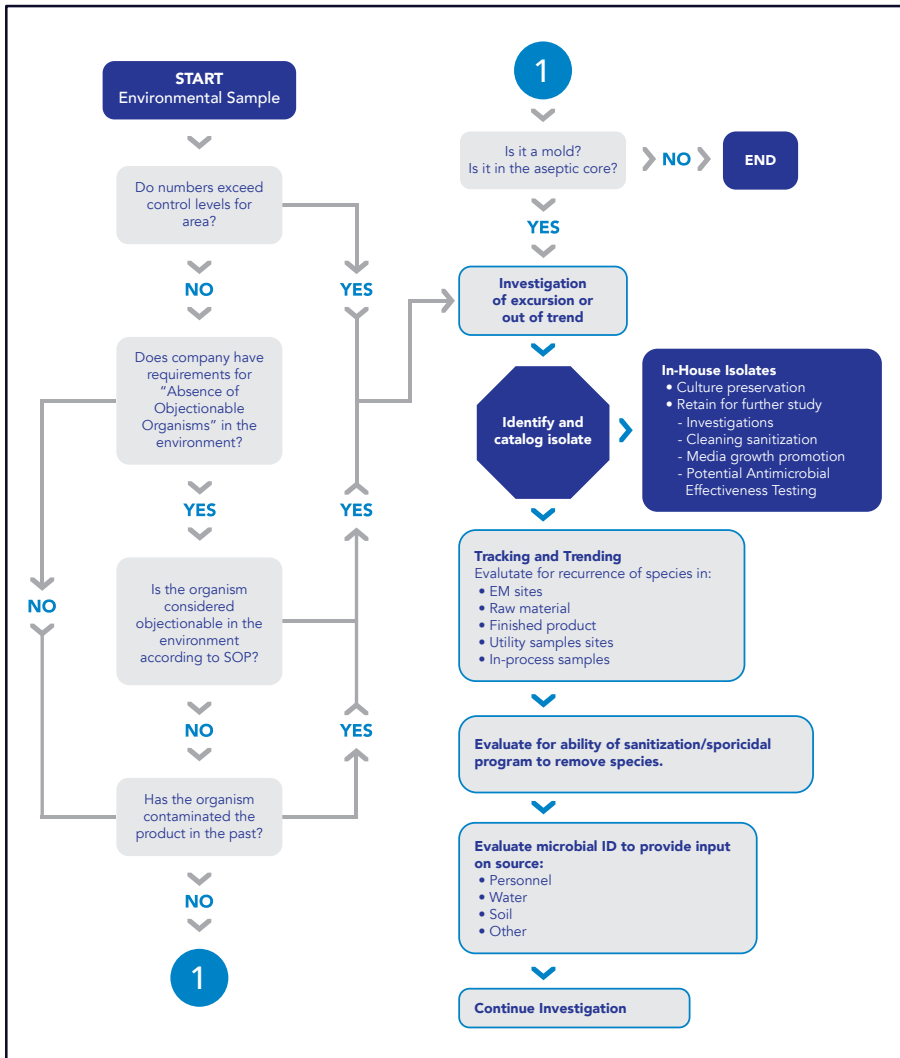 START
Environmental Sample
Do numbers exceed
control levels for
area?
NO
YES
Does company have
requirements for
“Absence of
Objectionable
Organisms” in the
environment?
YES
YES
Is the organism
considered
objectionable in the
environment
according to SOP?
NO
NO
YES
Has the organism
contaminated the
product in the past?
NO
1
1
Is it a mold?
Is it in the aseptic core?
NO
END
YES
Investigation
of excursion or
out of trend
Identify and
catalog isolate
In-House Isolates
• Culture preservation
• Retain for further study
- Investigations
- Cleaning sanitization
- Media growth promotion
- Potential Antimicrobial
Effectiveness Testing
Tracking and Trending
Evalutate for recurrence of species in:
• EM sites
• Raw material
• Finished product
• Utility samples sites
• In-process samples
Evaluate for ability of sanitization/sporicidal
program to remove species.
Evaluate microbial ID to provide input
on source:
• Personnel
• Water
• Soil
• Other
Continue Investigation